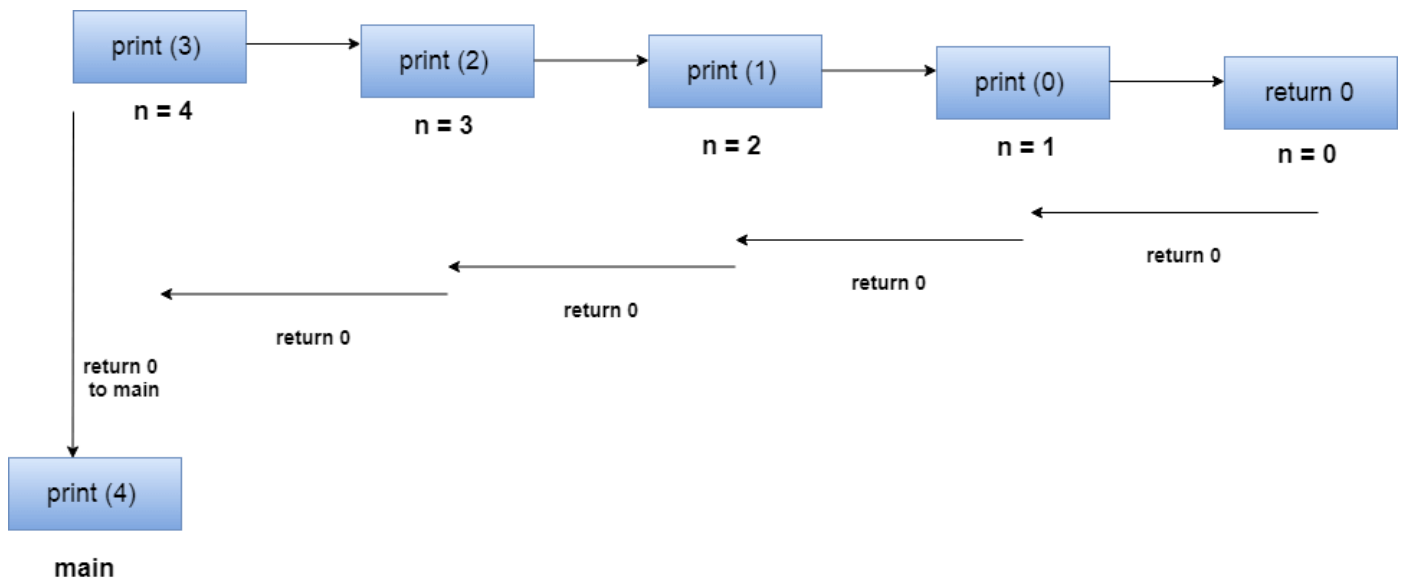 print (3)
print (2)
print (1)
print (0)
return 0
n = 4
n = 3
n = 2
n = 1
n = 0
return 0
return 0
return 0
return 0
return 0
to main
print (4)
main